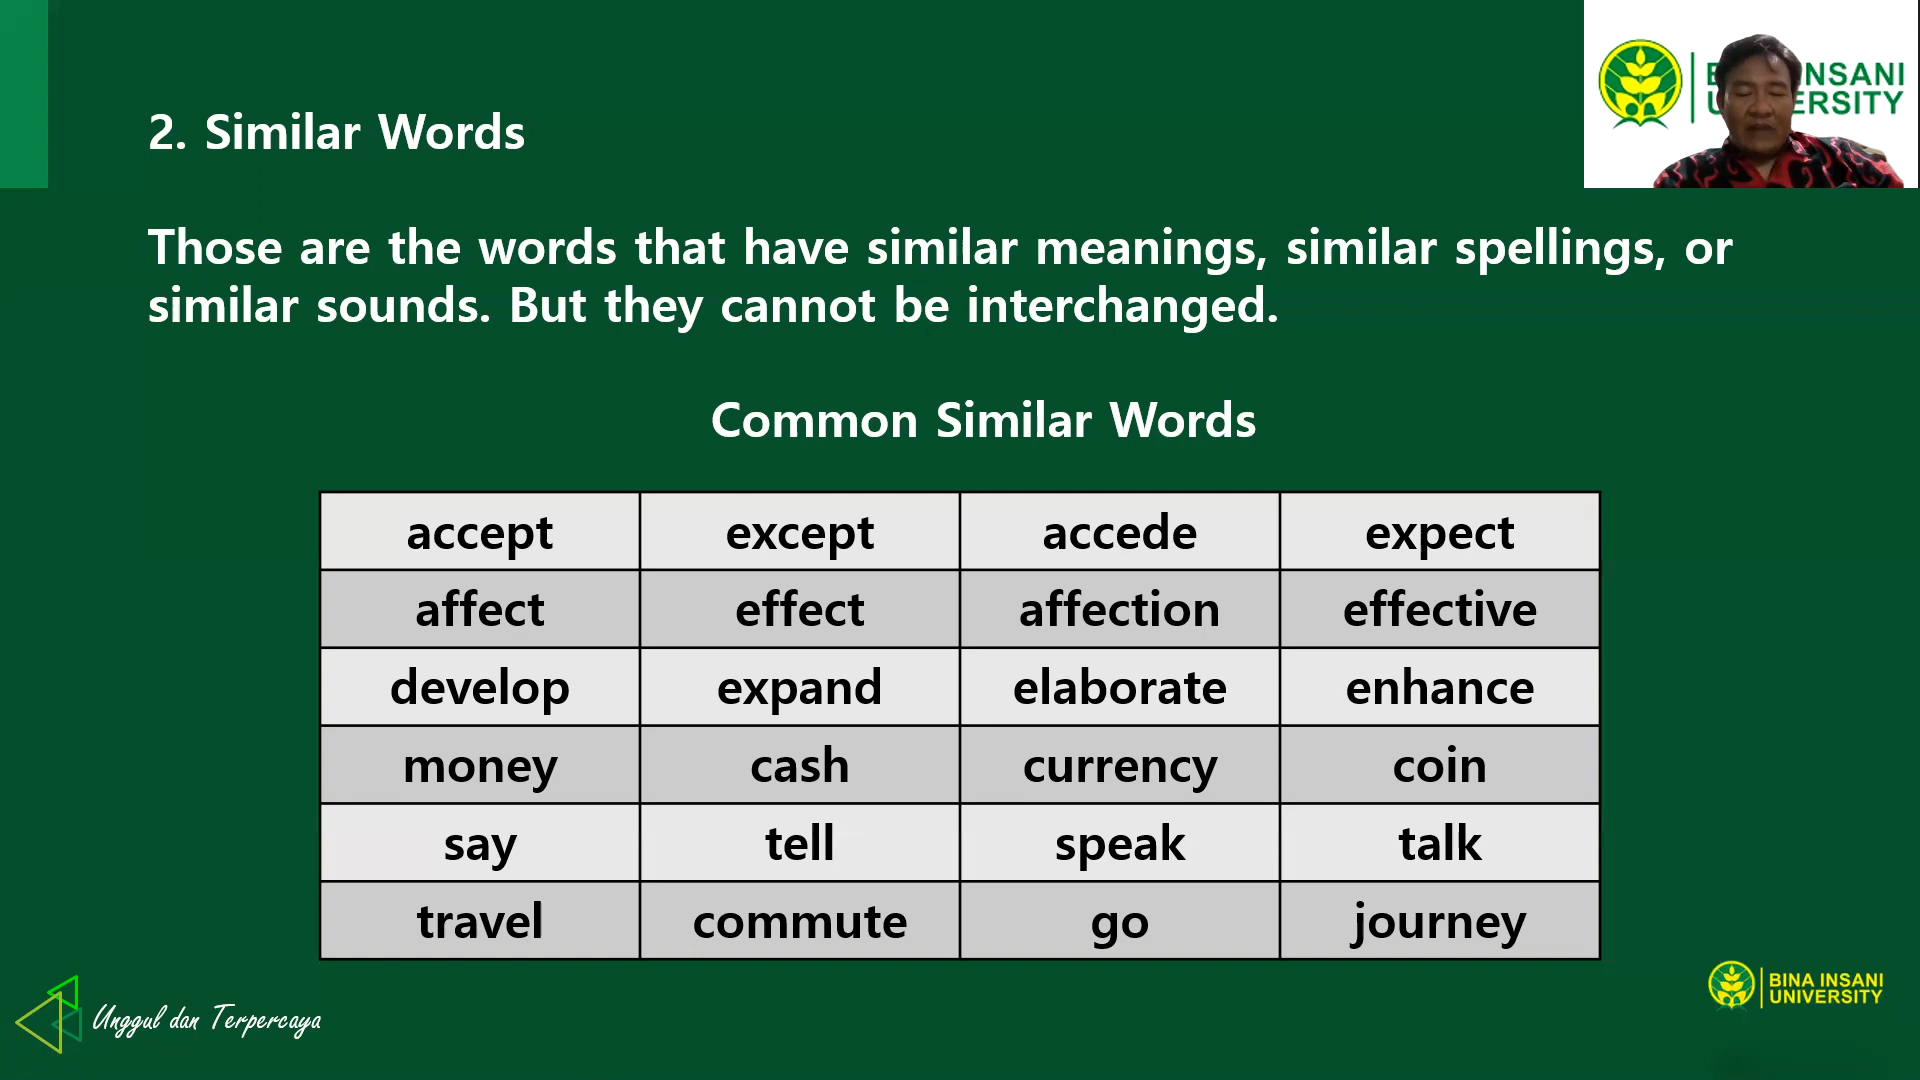 2. Similar Words
Those are the words that have similar meanings, similar spellings, or
similar sounds. But they cannot be interchanged.
Common Similar Words
accept except accede expect
affect effect affection effective
develop expand elaborate enhance
money cash currency coin
say tell speak talk
travel commute go journey
Unggul dan Terpercaya
BINA INSANI
UNIVERSITY